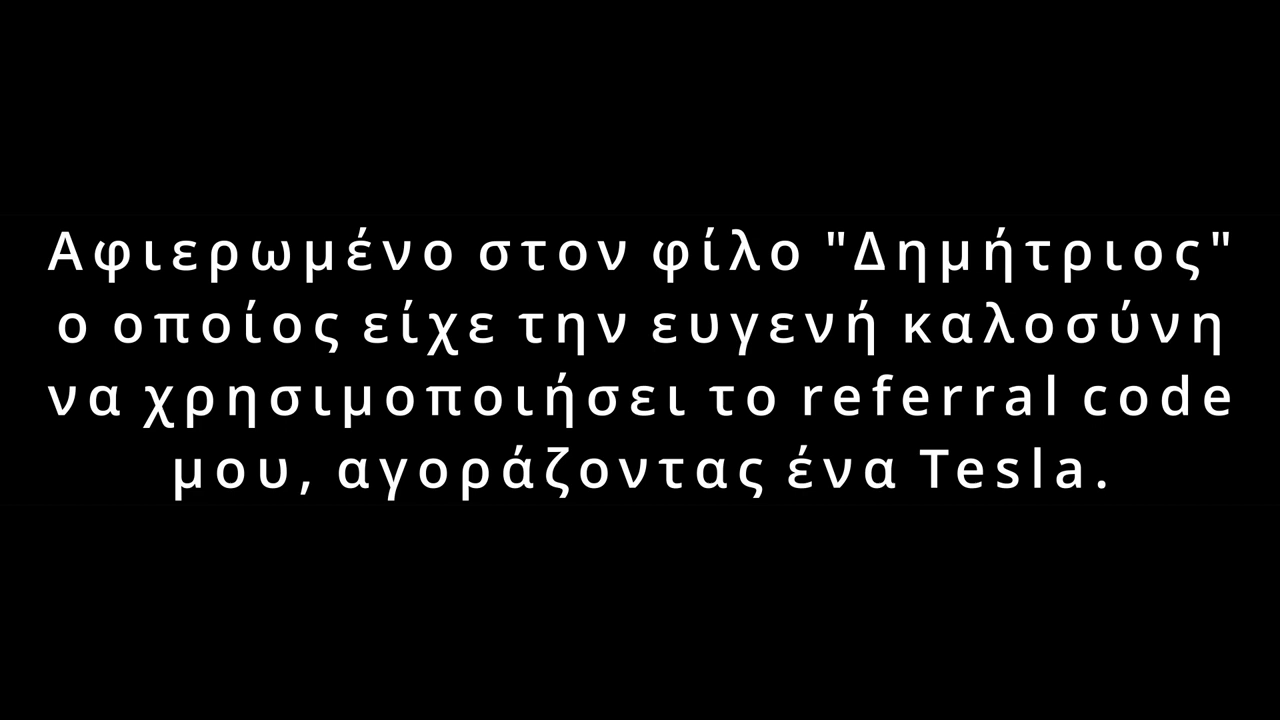 Αφιερωμένο στον φίλο "Δημήτριος"
ο οποίος είχε την ευγενή καλοσύνη
να χρησιμοποιήσει το referral code
μου, αγοράζοντας ένα Tesla.